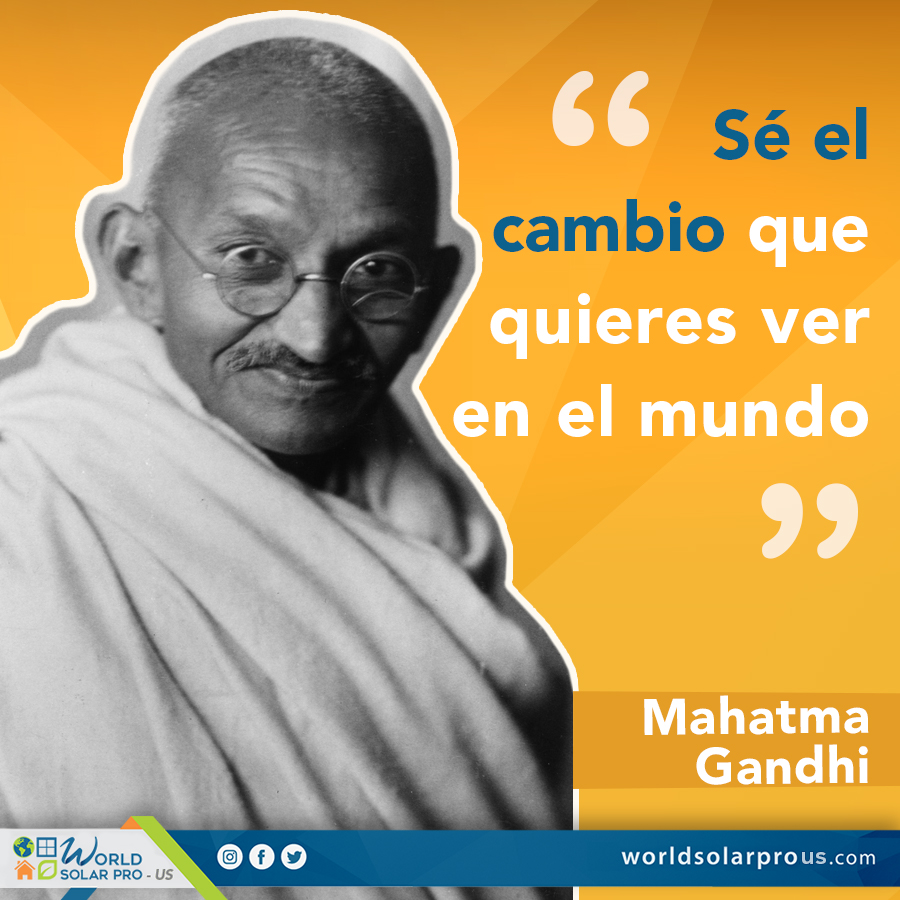 “ Sé el
cambio que
quieres ver
en el mundo
”
Mahatma
Gandhi
WORLD
SOLAR PRO - US
worldsolarprous.com